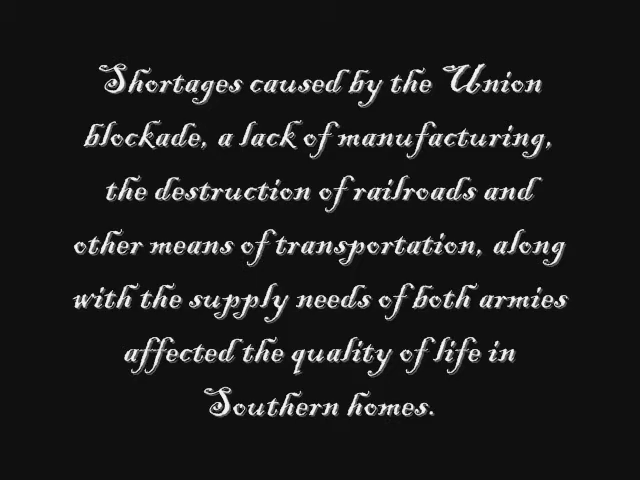 Shortages caused by the Union
blockade, a lack of manufacturing,
the destruction of railroads and
other means of transportation, along
with the supply needs of both armies
affected the quality of life in
Southern homes.